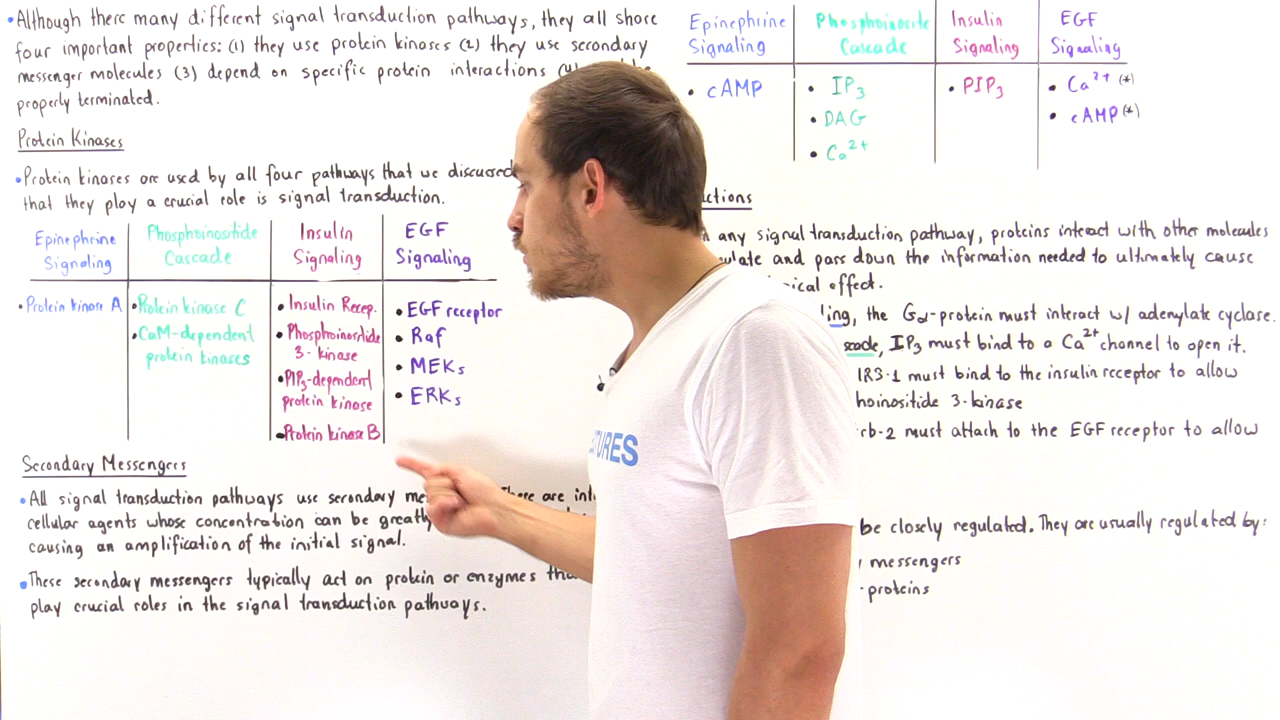 •Although there many different signal transduction pathways, they all share
four important properties: (1) they use protein kinases (2) they use secondary
messenger molecules (3) depend on specific protein interactions
properly terminated.
Protein Kinases
•Protein kinases are used by all four pathways that we discussed
that they play a crucial role is signal transduction.
Epinephrine Signaling
Phosphoinositide Cascade
Insulin Signaling
EGF Signaling
•Protein kinase A
•Protein kinase C
•CaM-dependent
protein kinases
•Insulin Recep.
•Phosphoinositide
3-kinase
•PIP3-dependent
protein kinase
•Protein kinase B
•EGF receptor
•Raf
•MEKs
•ERKs
Secondary Messengers
•All signal transduction pathways use secondary These are
cellular agents whose concentration can be greatly
causing an amplification of the initial signal.
•These secondary messengers typically act on protein or enzymes
play crucial roles in the signal transduction pathways.
Epinephrine Signaling
Phosphoinositide Cascade
Insulin Signaling
EGF Signaling
•cAMP
•IP3
•DAG
•Ca2+
•PIP3
•Ca2+ (*)
•cAMP (*)
any signal transduction pathway, proteins interact with other molecules
and pass down the information needed to ultimately cause
effect.
the Gα-protein must interact w/ adenylate cyclase.
IP3 must bind to a Ca2+ channel to open it.
must bind to the insulin receptor to allow
3-kinase
must attach to the EGF receptor to allow
be closely regulated. They are usually regulated by:
messengers
proteins